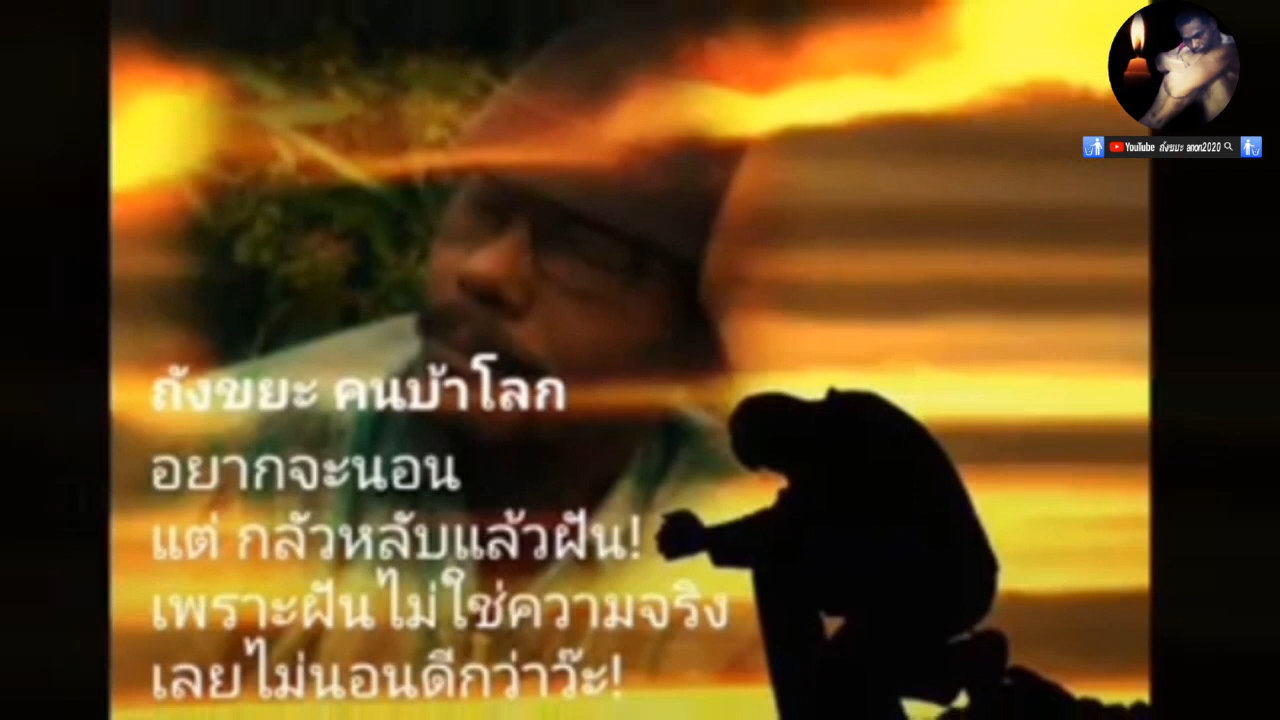 YouTube ถังขยะ anon2020
ถังขยะ คนบ้าโลก
อยากจะนอน
แต่ กลัวหลับแล้วฝัน!
เพราะฝันไม่ใช่ความจริง
เลยไม่นอนดีกว่าว๊ะ!